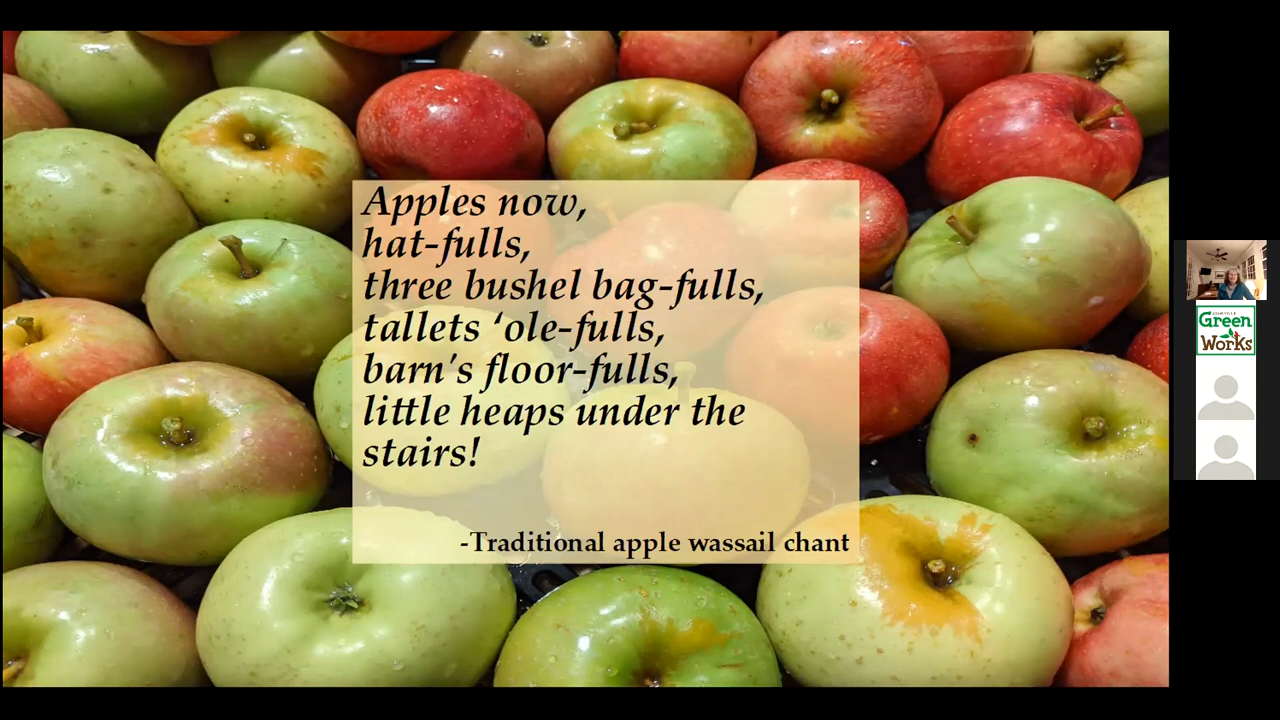 Apples now,
hat-fulls,
three bushel bag-fulls,
tallets ‘ole-fulls,
barn's floor-fulls,
little heaps under the
stairs!
-Traditional apple wassail chant
ASHEVILLE
Green
Works